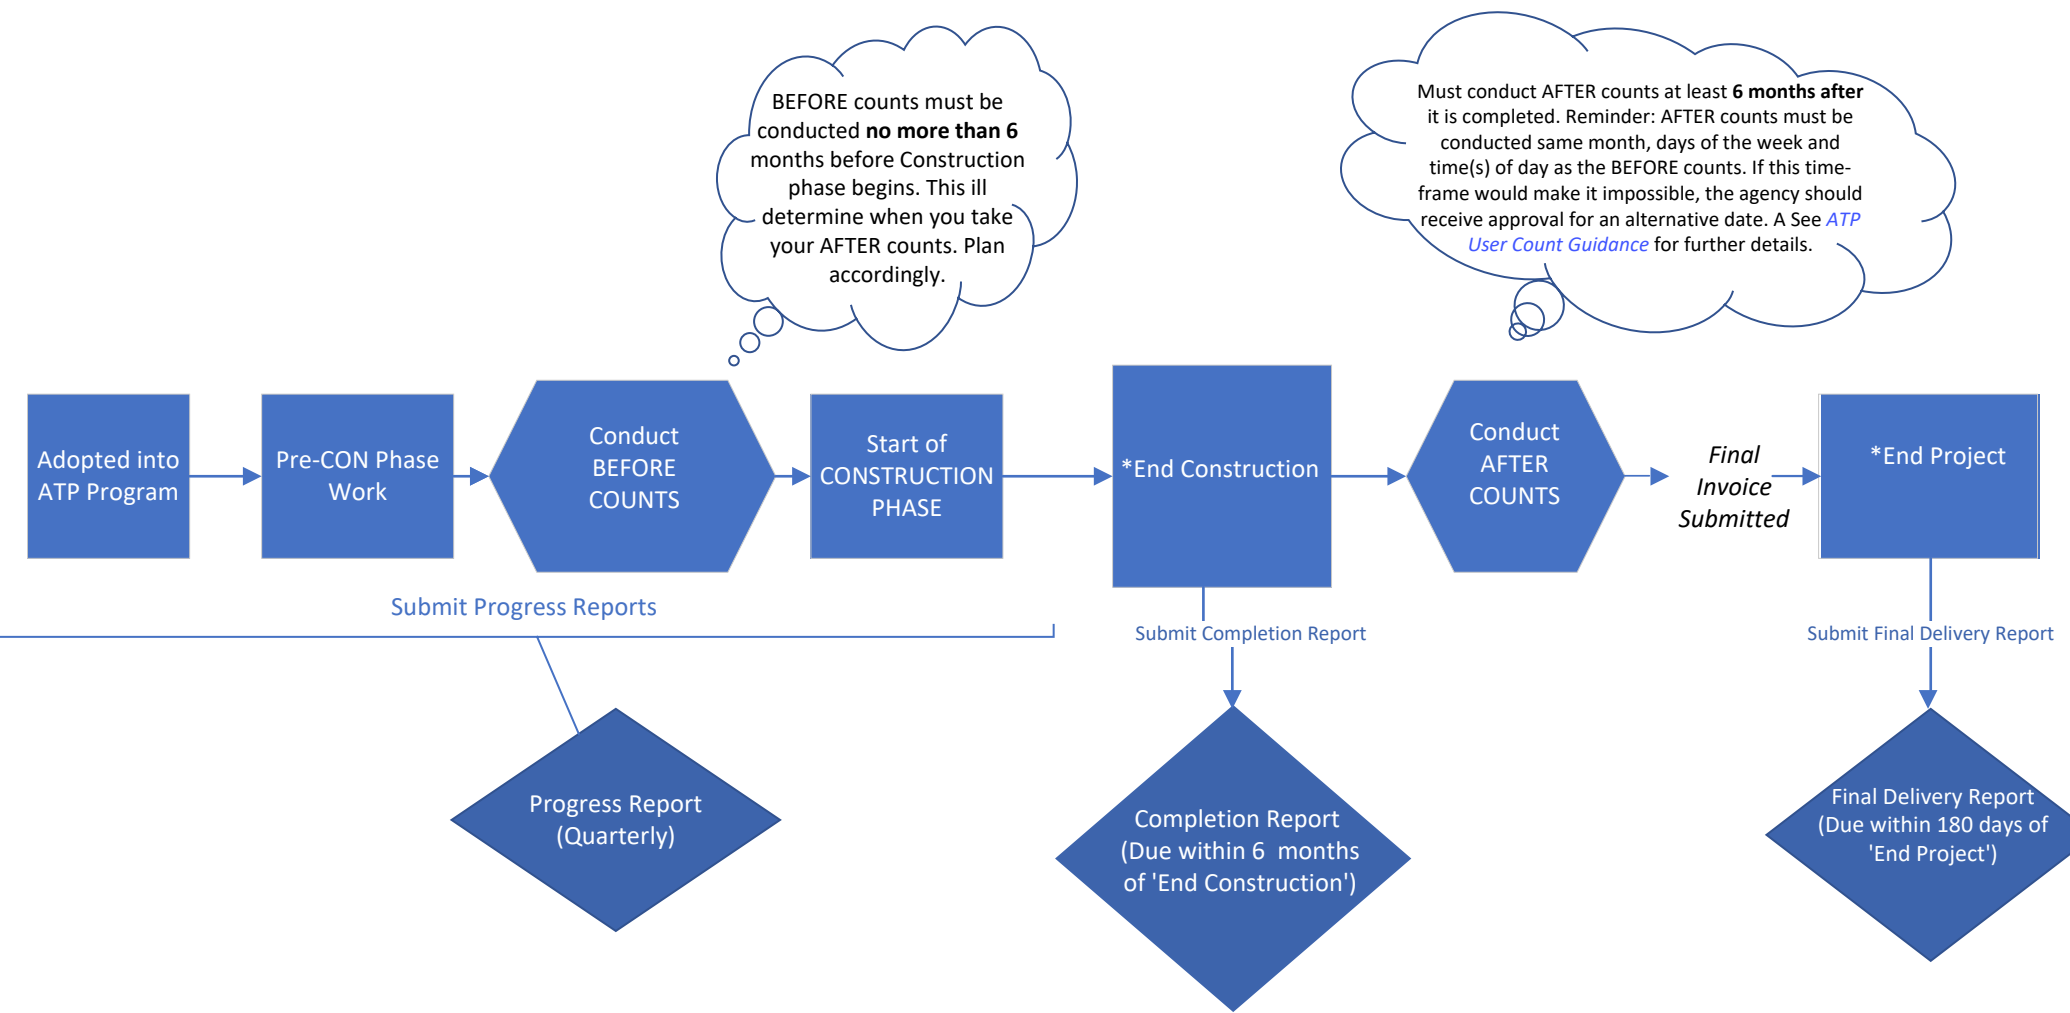 BEFORE counts must be
conducted no more than 6
months before Construction
phase begins. This ill
determine when you take
your AFTER counts. Plan
accordingly.
Must conduct AFTER counts at least 6 months after
it is completed. Reminder: AFTER counts must be
conducted same month, days of the week and
time(s) of day as the BEFORE counts. If this time-
frame would make it impossible, the agency should
receive approval for an alternative date. A See ATP
User Count Guidance for further details.
Adopted into
ATP Program
Pre-CON Phase
Work
Conduct
BEFORE
COUNTS
Start of
CONSTRUCTION
PHASE
*End Construction
Conduct
AFTER
COUNTS
Final
Invoice
Submitted
*End Project
Submit Progress Reports
Submit Completion Report
Submit Final Delivery Report
Progress Report
(Quarterly)
Completion Report
(Due within 6  months
of 'End Construction')
Final Delivery Report
(Due within 180 days of
'End Project')